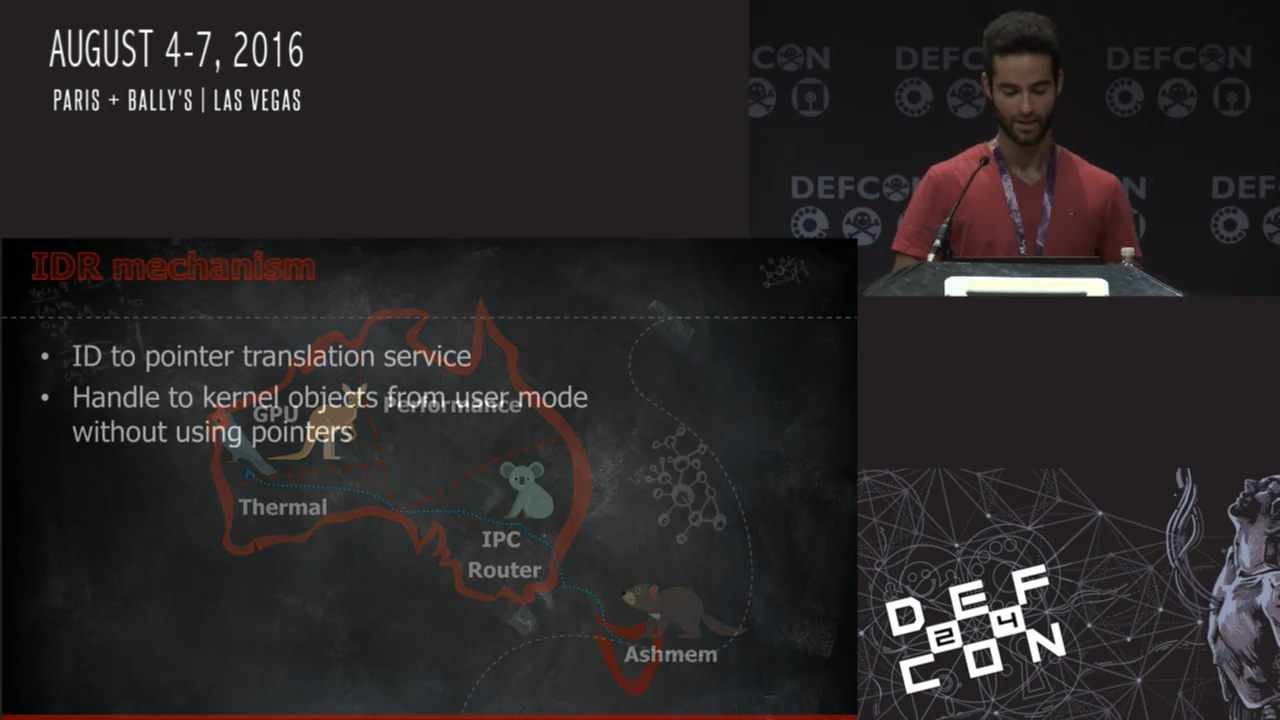 AUGUST 4-7, 2016
PARIS + BALLY'S | LAS VEGAS
DEFCON
DEFCON
DEFCON
IDR mechanism
• ID to pointer translation service
• Handle to kernel objects from user mode
without using pointers
GPU
Performance
Thermal
IPC
Router
Ashmem
DEF
24
CON